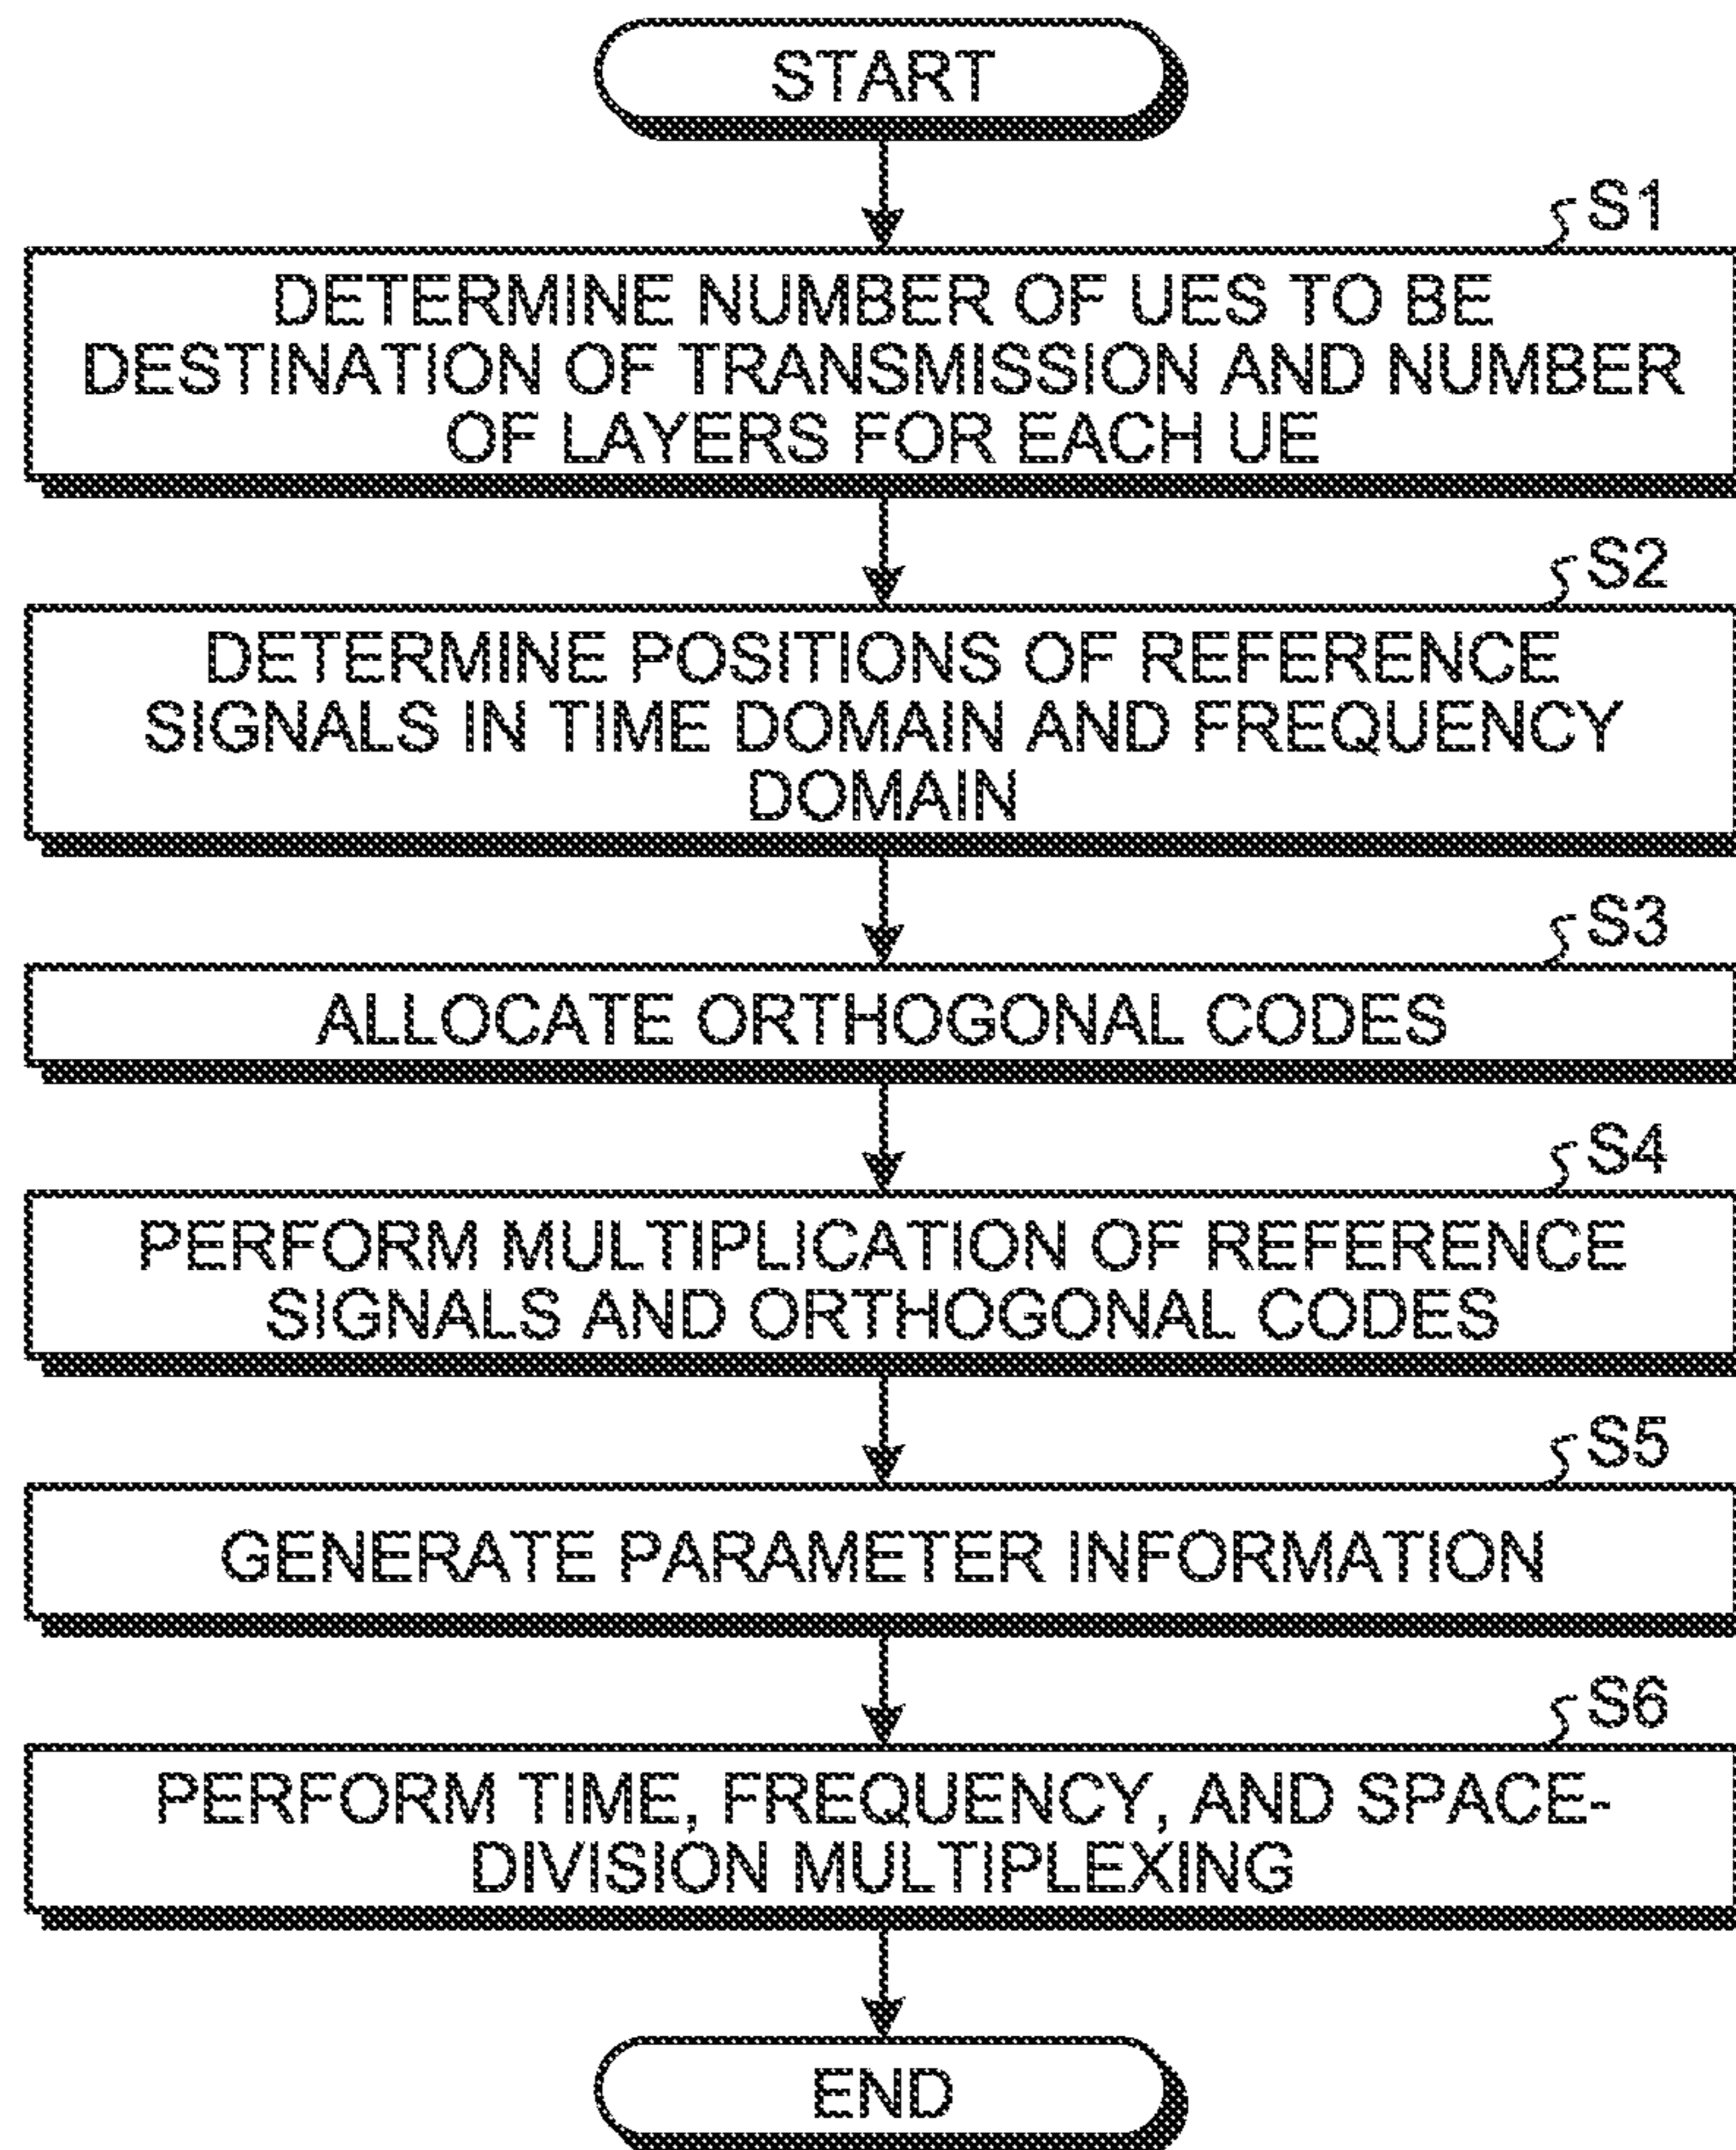 START
S1
DETERMINE NUMBER OF UES TO BE
DESTINATION OF TRANSMISSION AND NUMBER
OF LAYERS FOR EACH UE
S2
DETERMINE POSITIONS OF REFERENCE
SIGNALS IN TIME DOMAIN AND FREQUENCY
DOMAIN
S3
ALLOCATE ORTHOGONAL CODES
S4
PERFORM MULTIPLICATION OF REFERENCE
SIGNALS AND ORTHOGONAL CODES
S5
GENERATE PARAMETER INFORMATION
S6
PERFORM TIME, FREQUENCY, AND SPACE-
DIVISION MULTIPLEXING
END